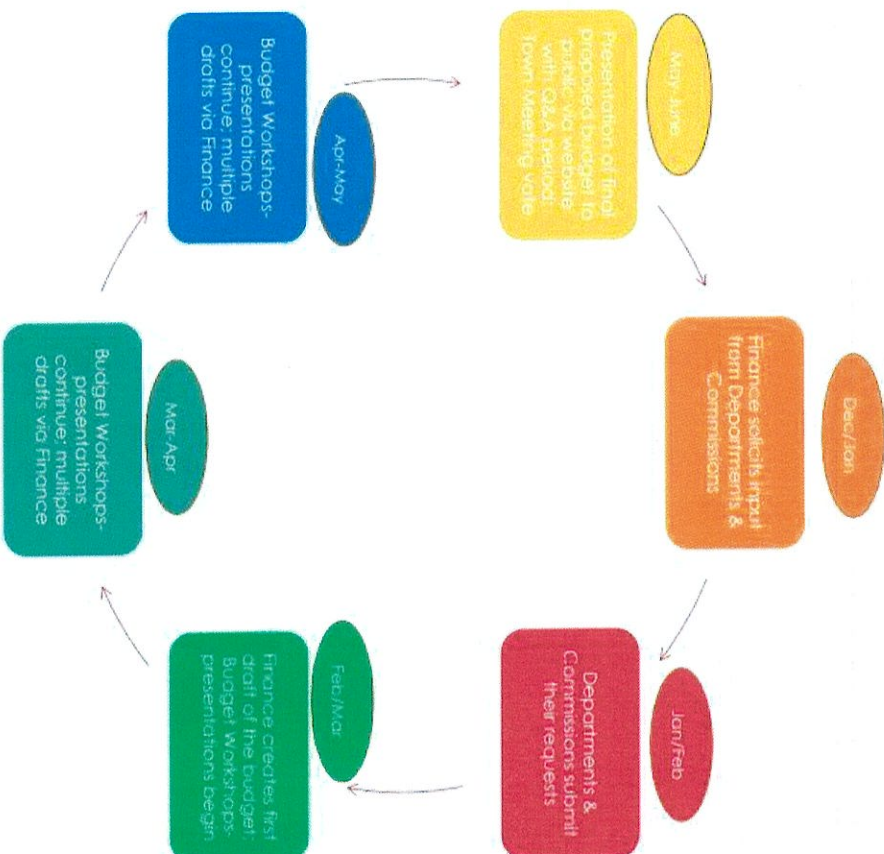 Dec/Jan
Finance solicits input
from Departments &
Commissions
Jan/Feb
Departments &
Commissions submit
their requests
Feb/Mar
Finance creates first
draft of the budget;
Budget Workshops-
presentations begin
Mar-Apr
Budget Workshops-
presentations
continue; multiple
drafts via Finance
Apr-May
Budget Workshops-
presentations
continue; multiple
drafts via Finance
May-June
Presentation of final
proposed budget to
public via website
with Q&A period;
Town Meeting vote